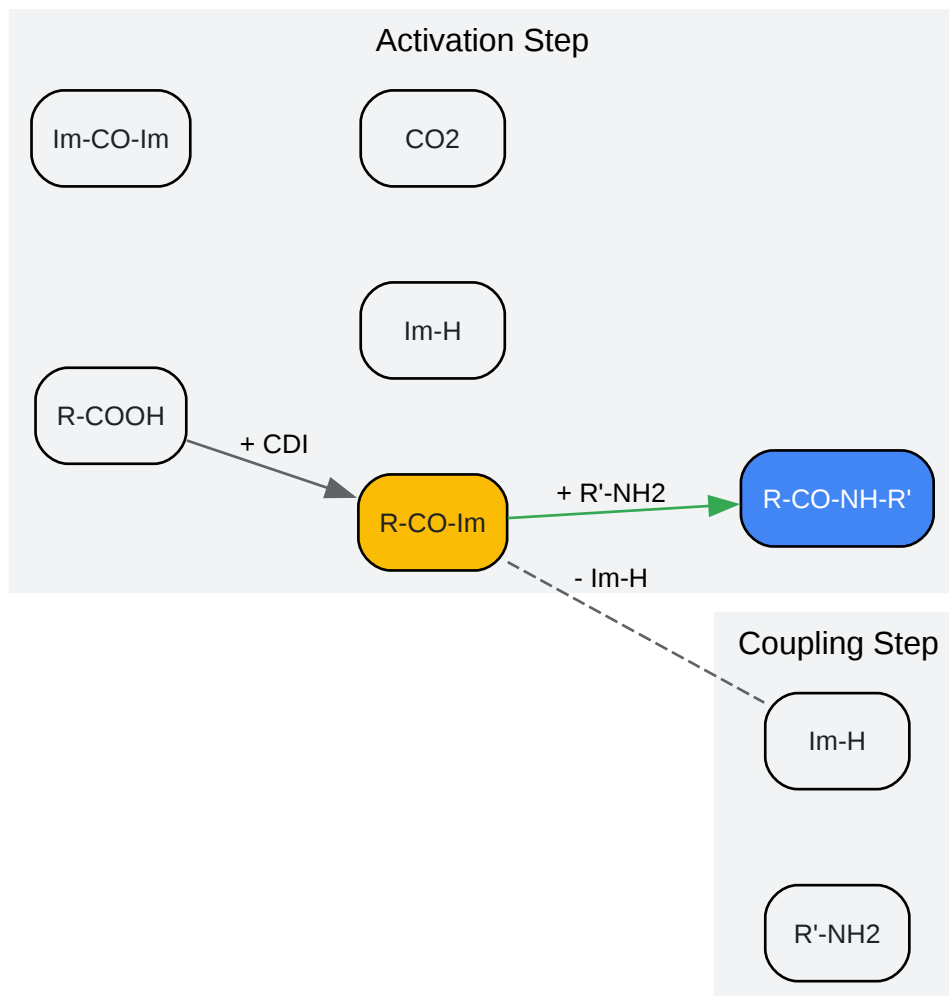 Activation Step
Im-CO-Im
CO2
Im-H
R-COOH
+ CDI
R-CO-Im
+ R'-NH2
R-CO-NH-R'
- Im-H
Coupling Step
Im-H
R'-NH2